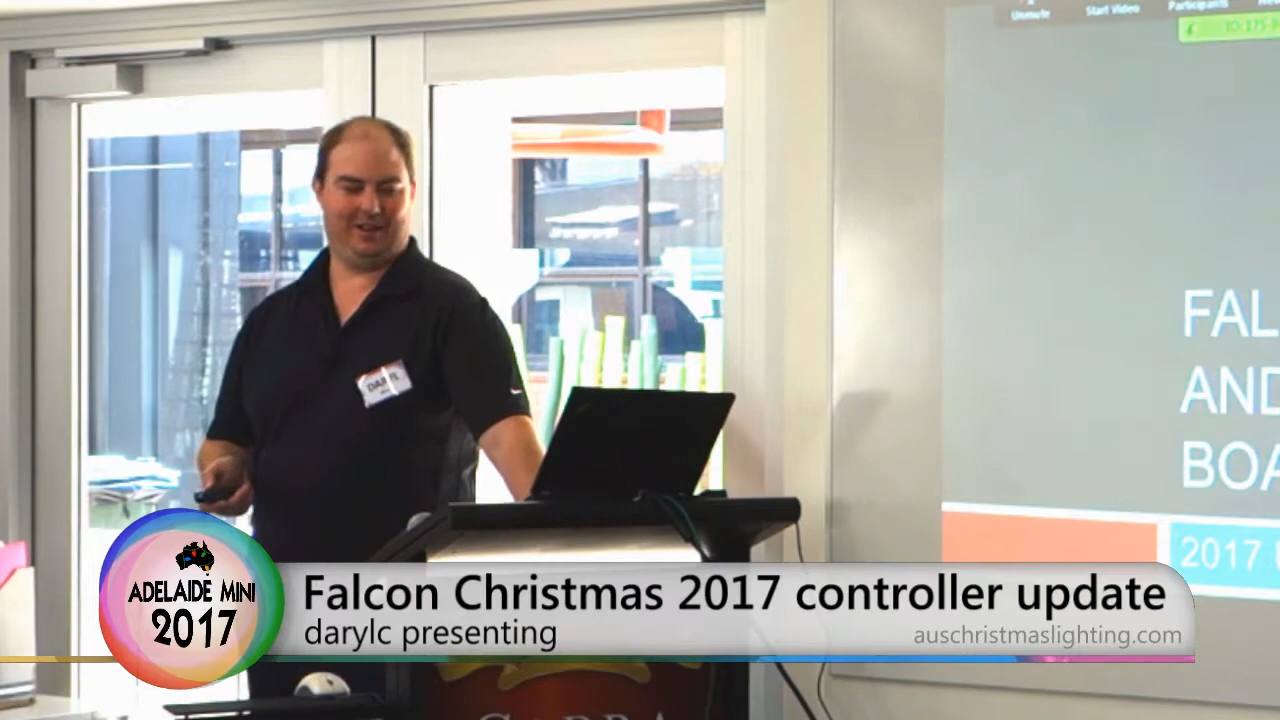 Unmute Start Video Participants
FAL
AND
BOA
2017
ADELAIDE MINI
2017
Falcon Christmas 2017 controller update
darylc presenting
auschristmaslighting.com